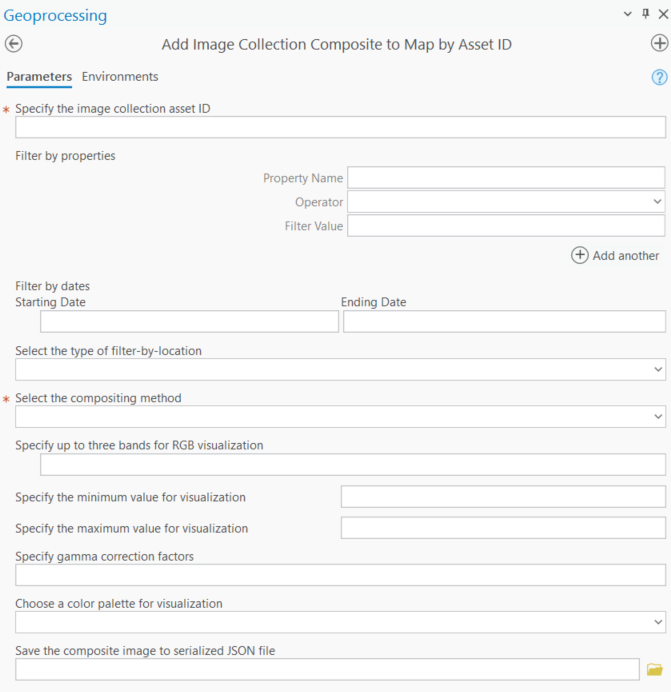 Geoprocessing
Add Image Collection Composite to Map by Asset ID
Parameters Environments
?
* Specify the image collection asset ID
Filter by properties
Property Name
Operator
Filter Value
Add another
Filter by dates
Starting Date Ending Date
Select the type of filter-by-location
* Select the compositing method
Specify up to three bands for RGB visualization
Specify the minimum value for visualization
Specify the maximum value for visualization
Specify gamma correction factors
Choose a color palette for visualization
Save the composite image to serialized JSON file